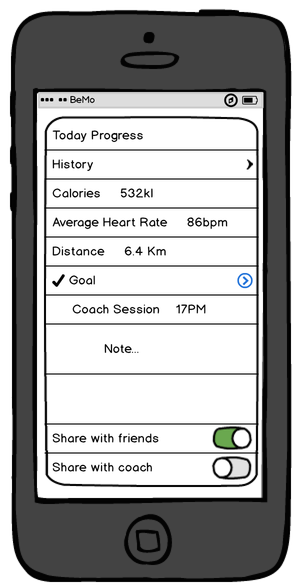 BeMo
Today Progress
History
Calories 532kl
Average Heart Rate 86bpm
Distance 6.4 Km
Goal
Coach Session 17PM
Note...
Share with friends
Share with coach